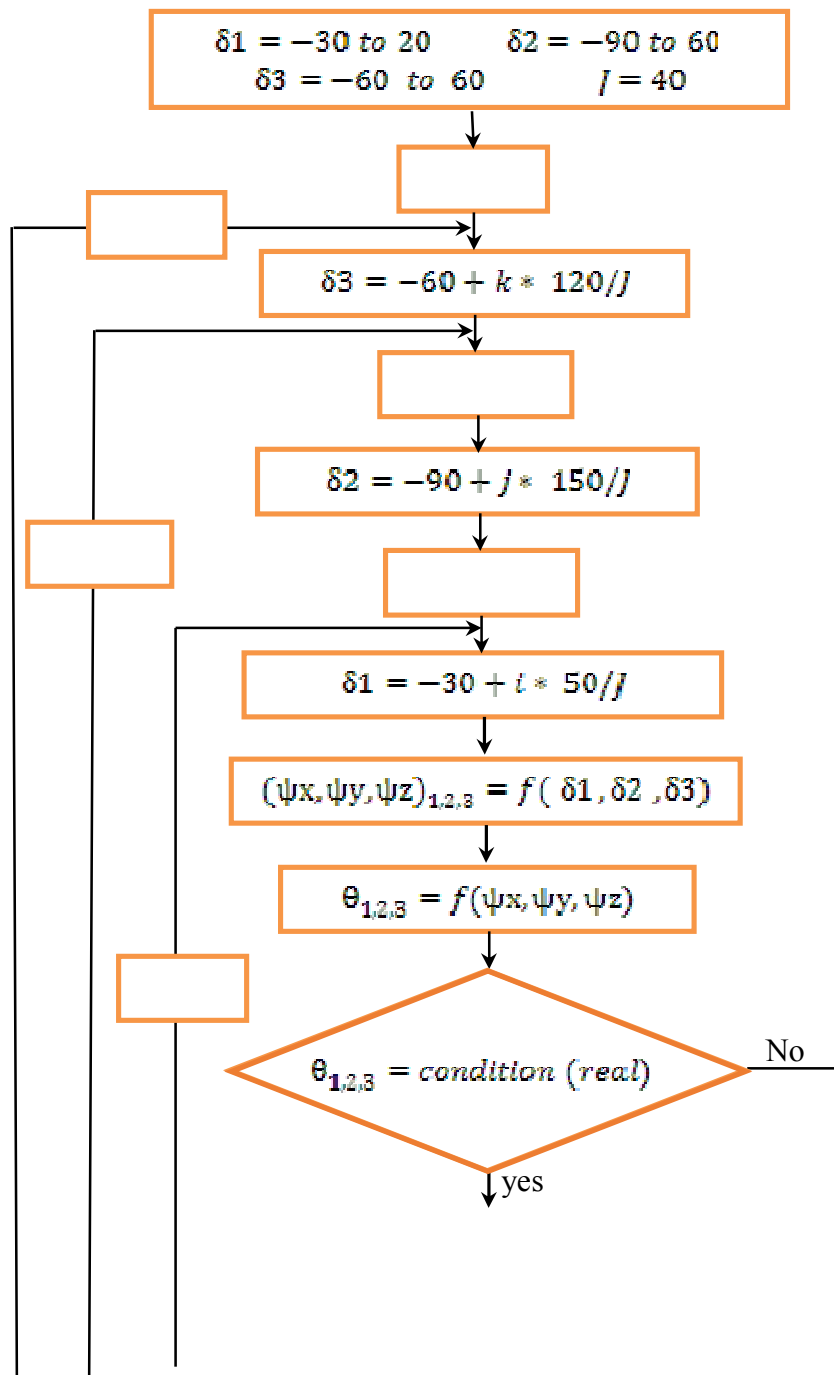 δ1 = −30 to 20 δ2 = −90 to 60
δ3 = −60 to 60 J = 40
δ3 = −60 + k * 120/J
δ2 = −90 + j * 150/J
δ1 = −30 + i * 50/J
(ψx,ψy,ψz)₁,₂,₃ = f( δ1 ,δ2 ,δ3)
θ₁,₂,₃ = f(ψx,ψy,ψz)
θ₁,₂,₃ = condition (real)
No
yes